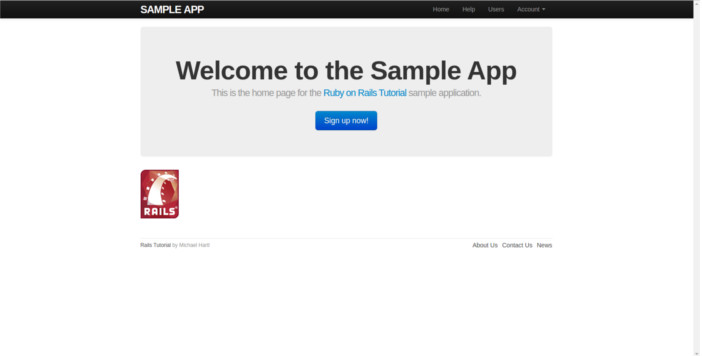 SAMPLE APP
Home Help Users Account
Welcome to the Sample App
This is the home page for the Ruby on Rails Tutorial sample application.
Sign up now!
RAILS
Rails Tutorial by Michael Hartl
About Us Contact Us News